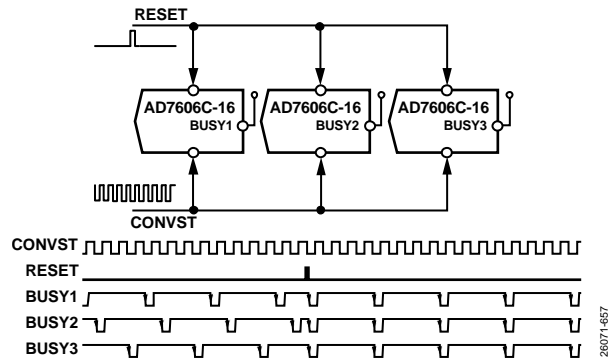 RESET
AD7606C-16
BUSY1
AD7606C-16
BUSY2
AD7606C-16
BUSY3
CONVST
CONVST
RESET
BUSY1
BUSY2
BUSY3
26071-657